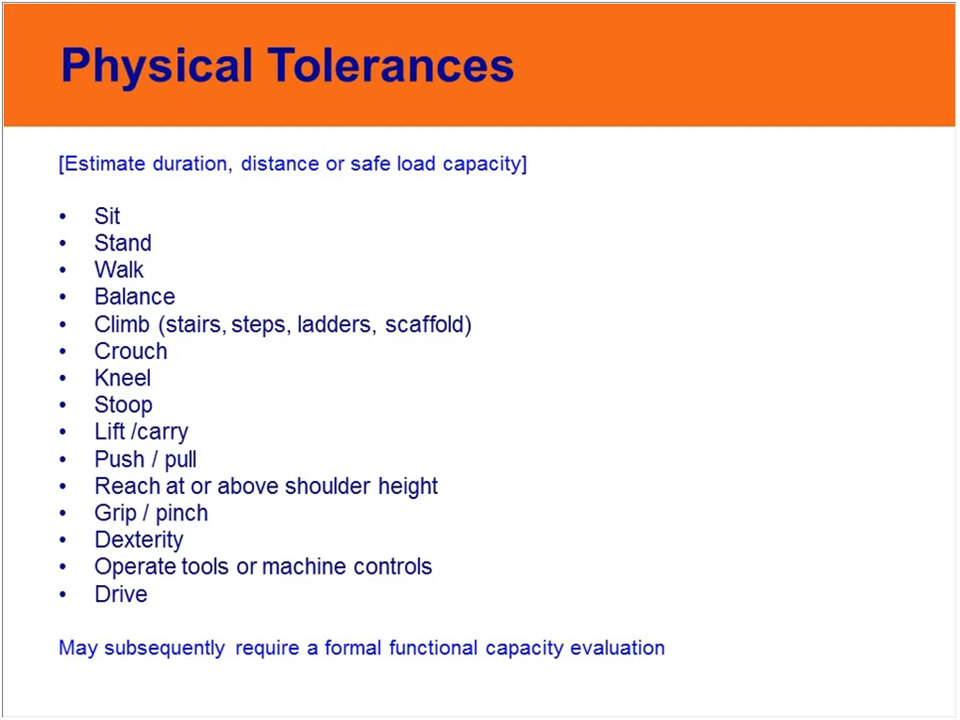 Physical Tolerances
[Estimate duration, distance or safe load capacity]
• Sit
• Stand
• Walk
• Balance
• Climb (stairs, steps, ladders, scaffold)
• Crouch
• Kneel
• Stoop
• Lift /carry
• Push / pull
• Reach at or above shoulder height
• Grip / pinch
• Dexterity
• Operate tools or machine controls
• Drive
May subsequently require a formal functional capacity evaluation